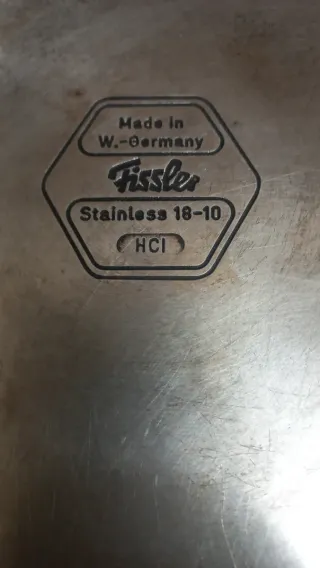 Made in
W.-Germany
Fissler
Stainless 18-10
HCI